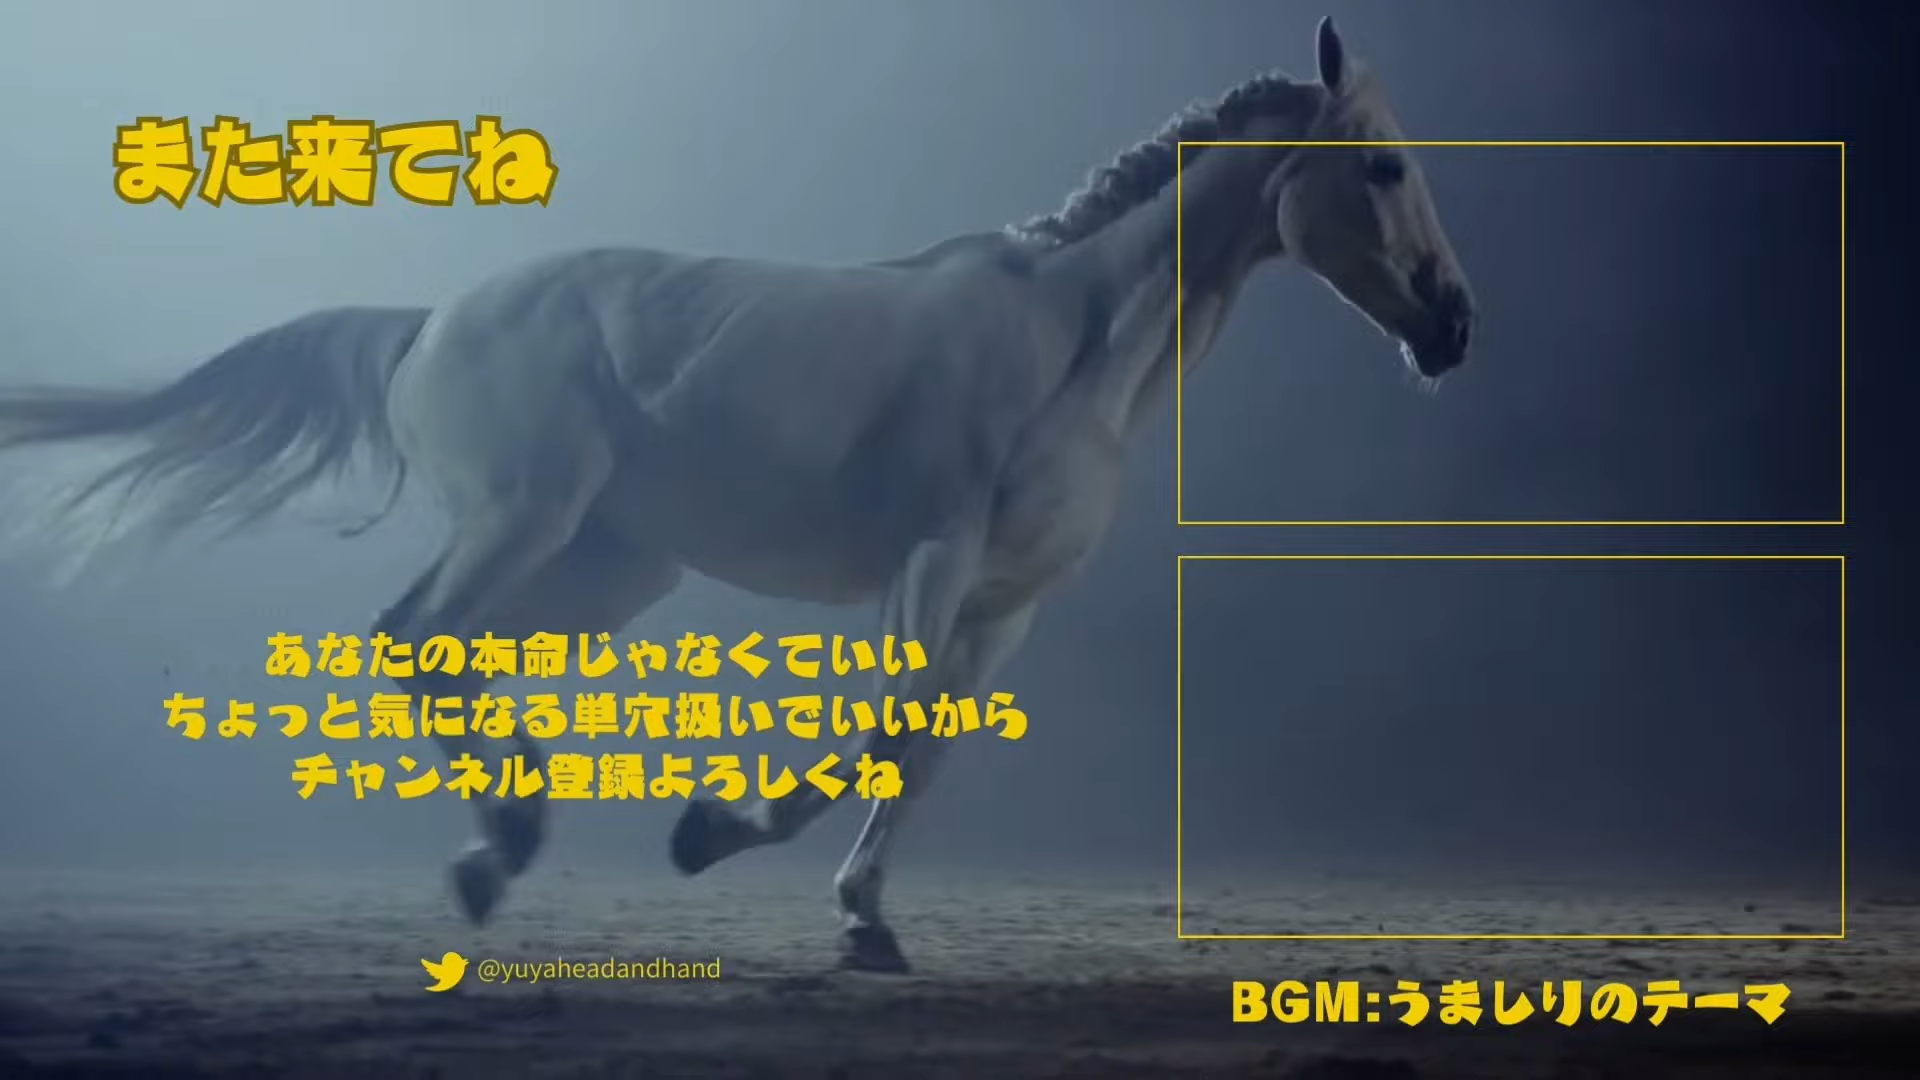 また来てね
あなたの本命じゃなくていい
ちょっと気になる単穴扱いでいいから
チャンネル登録よろしくね
@yuyaheadandhand
BGM:うましりのテーマ